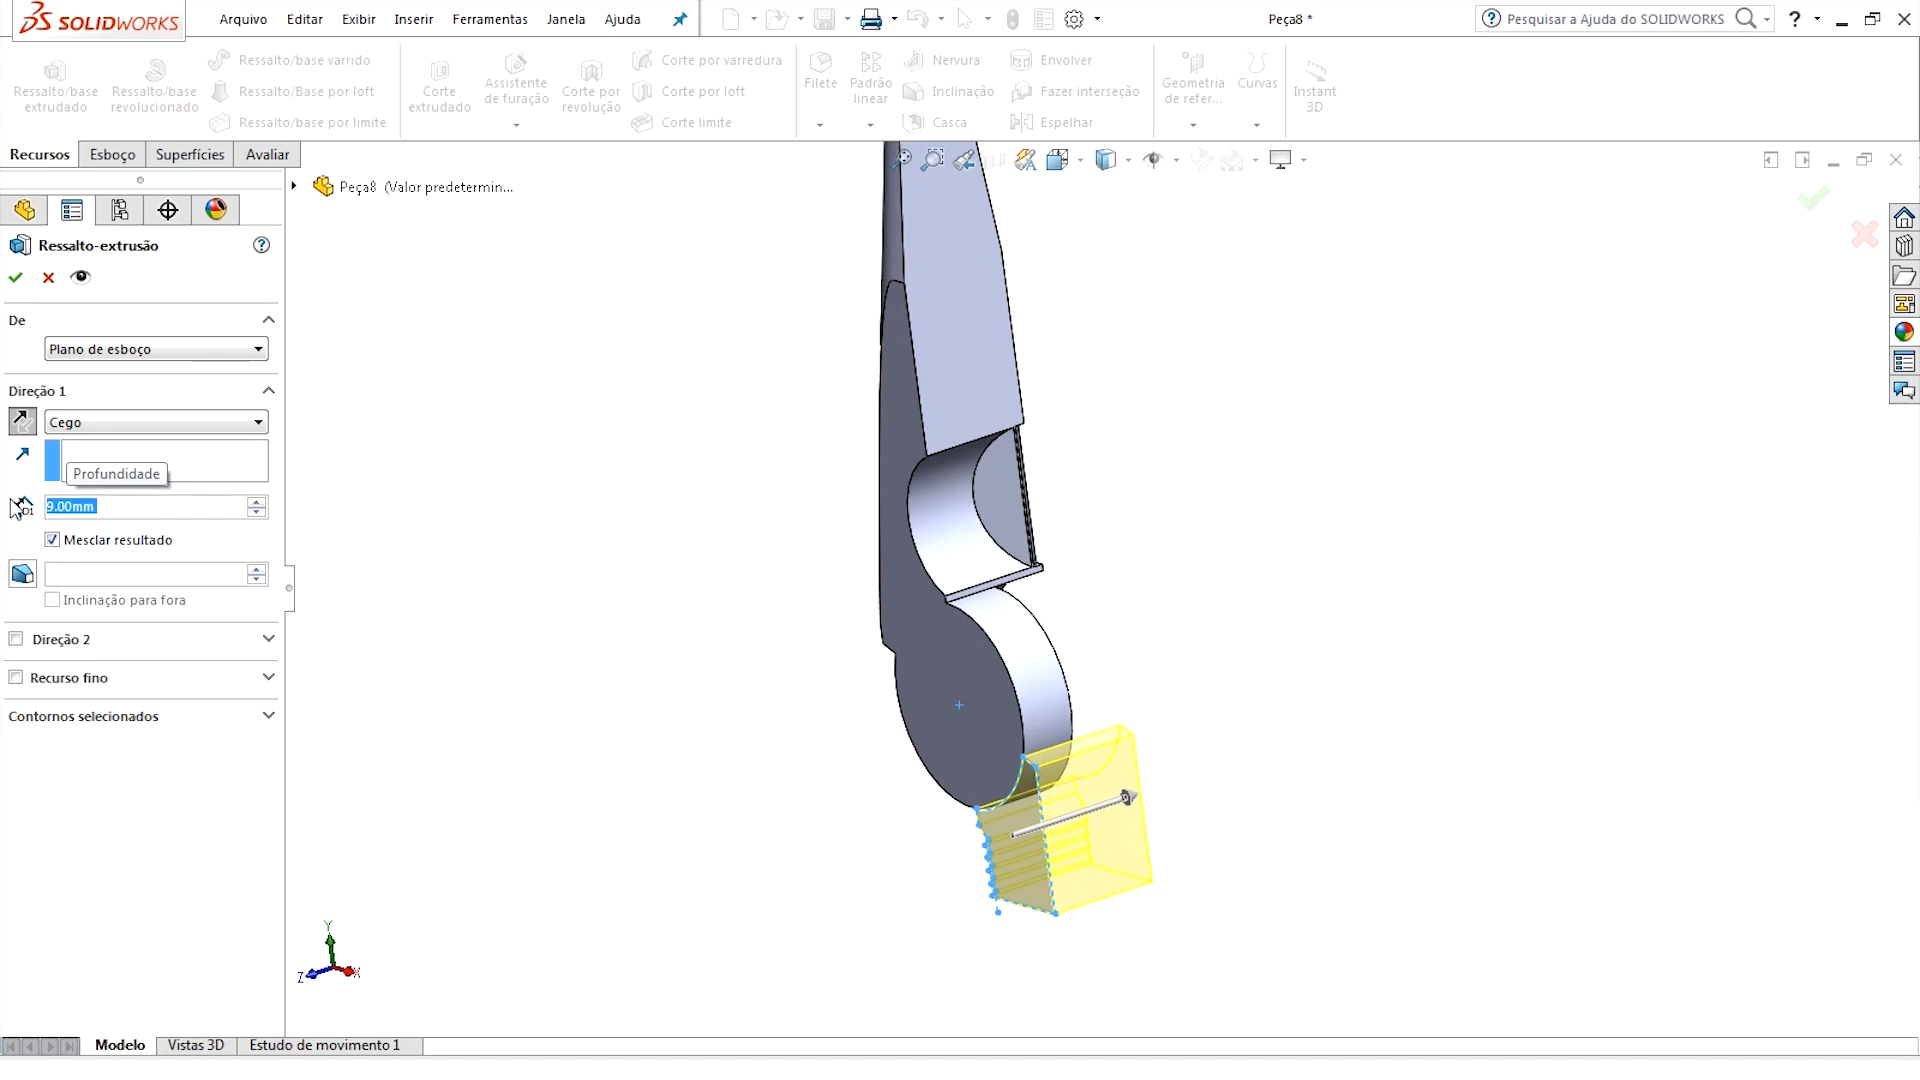 SOLIDWORKS
Arquivo Editar Exibir Inserir Ferramentas Janela Ajuda
Peça8 *
Pesquisar a Ajuda do SOLIDWORKS
?
Ressalto/base extrudado
Ressalto/base revolucionado
Ressalto/base varrido
Ressalto/Base por loft
Ressalto/base por limite
Corte extrudado
Assistente de furação
Corte por revolução
Corte por varredura
Corte por loft
Corte limite
Filete
Padrão linear
Nervura
Inclinação
Casca
Envolver
Fazer interseção
Espelhar
Geometria de refer...
Curvas
Instant 3D
Recursos Esboço Superfícies Avaliar
Peça8 (Valor predetermin...
Ressalto-extrusão
?
De
Plano de esboço
Direção 1
Cego
Profundidade
D1
9.00mm
Mesclar resultado
Inclinação para fora
Direção 2
Recurso fino
Contornos selecionados
Y
Z
X
Modelo Vistas 3D Estudo de movimento 1